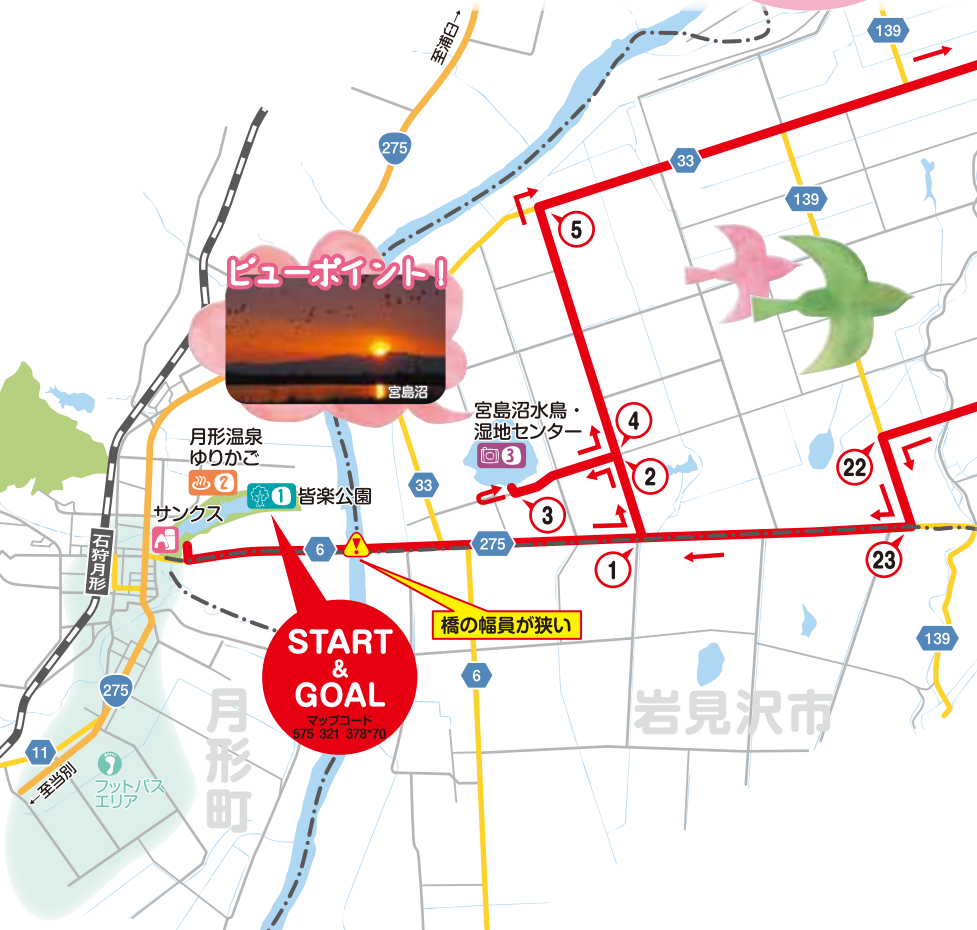 至浦臼→
139
275
33
139
5
ビューポイント!
宮島沼
宮島沼水鳥・
湿地センター
3
4
2
22
月形温泉
ゆりかご
2
1
皆楽公園
33
3
サンクス
石狩月形
6
!
275
1
23
橋の幅員が狭い
START
&
GOAL
マップコード
575 321 378*70
139
6
275
月形町
岩見沢市
11
フットパス
エリア
←至当別